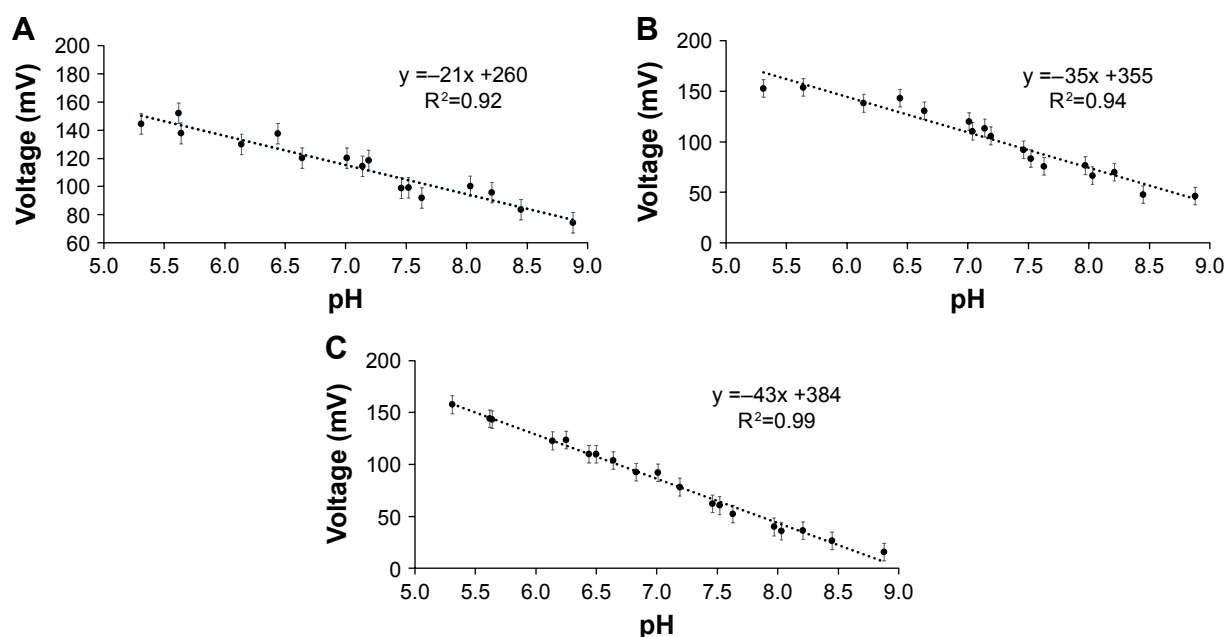 A
200
180
160
140
120
100
80
60
Voltage (mV)
y =–21x +260
R²=0.92
5.0 5.5 6.0 6.5 7.0 7.5 8.0 8.5 9.0
pH
B
200
150
100
50
0
Voltage (mV)
y =–35x +355
R²=0.94
5.0 5.5 6.0 6.5 7.0 7.5 8.0 8.5 9.0
pH
C
200
150
100
50
0
Voltage (mV)
y =–43x +384
R²=0.99
5.0 5.5 6.0 6.5 7.0 7.5 8.0 8.5 9.0
pH